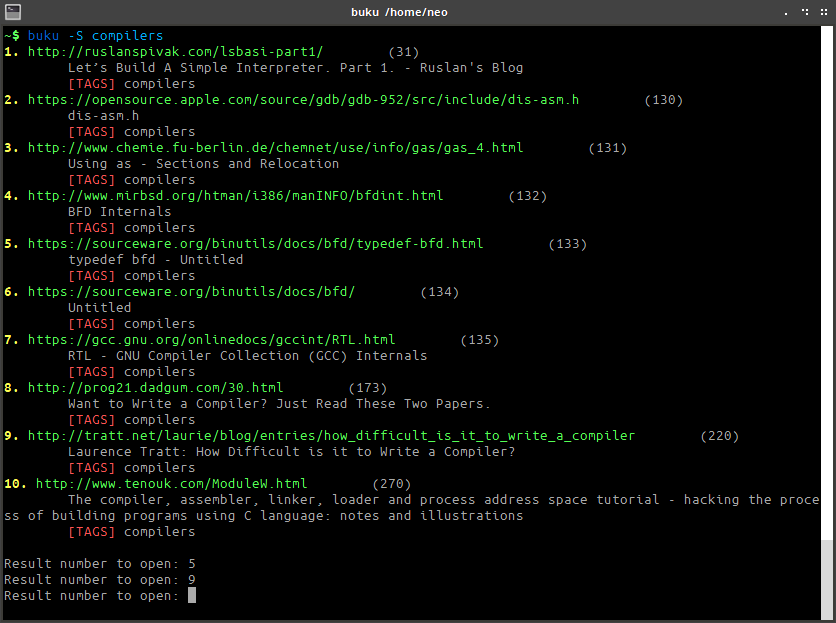 buku /home/neo
~$ buku -S compilers
1. http://ruslanspivak.com/lsbasi-part1/ (31)
Let’s Build A Simple Interpreter. Part 1. - Ruslan's Blog
[TAGS] compilers
2. https://opensource.apple.com/source/gdb/gdb-952/src/include/dis-asm.h (130)
dis-asm.h
[TAGS] compilers
3. http://www.chemie.fu-berlin.de/chemnet/use/info/gas/gas_4.html (131)
Using as - Sections and Relocation
[TAGS] compilers
4. http://www.mirbsd.org/htman/i386/manINFO/bfdint.html (132)
BFD Internals
[TAGS] compilers
5. https://sourceware.org/binutils/docs/bfd/typedef-bfd.html (133)
typedef bfd - Untitled
[TAGS] compilers
6. https://sourceware.org/binutils/docs/bfd/ (134)
Untitled
[TAGS] compilers
7. https://gcc.gnu.org/onlinedocs/gccint/RTL.html (135)
RTL - GNU Compiler Collection (GCC) Internals
[TAGS] compilers
8. http://prog21.dadgum.com/30.html (173)
Want to Write a Compiler? Just Read These Two Papers.
[TAGS] compilers
9. http://tratt.net/laurie/blog/entries/how_difficult_is_it_to_write_a_compiler (220)
Laurence Tratt: How Difficult is it to Write a Compiler?
[TAGS] compilers
10. http://www.tenouk.com/ModuleW.html (270)
The compiler, assembler, linker, loader and process address space tutorial - hacking the proce
ss of building programs using C language: notes and illustrations
[TAGS] compilers
Result number to open: 5
Result number to open: 9
Result number to open: